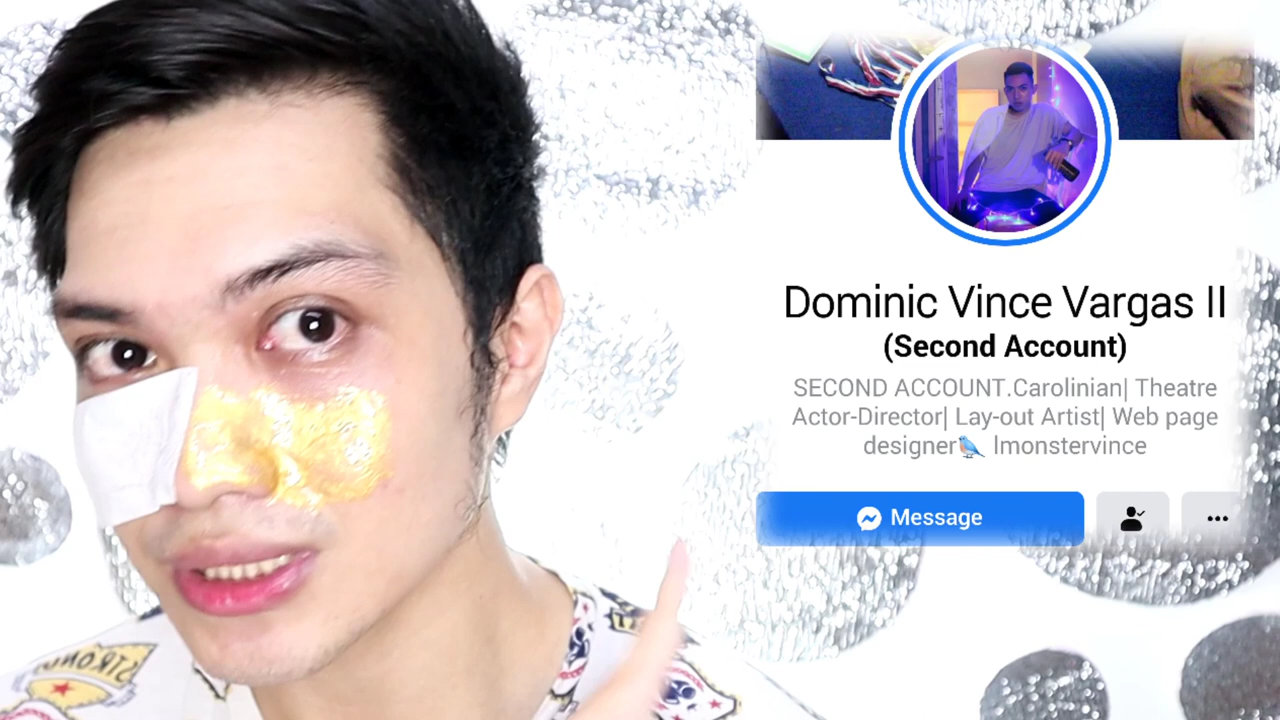 Dominic Vince Vargas II
(Second Account)
SECOND ACCOUNT.Carolinian| Theatre
Actor-Director| Lay-out Artist| Web page
designer🐦 lmonstervince
Message